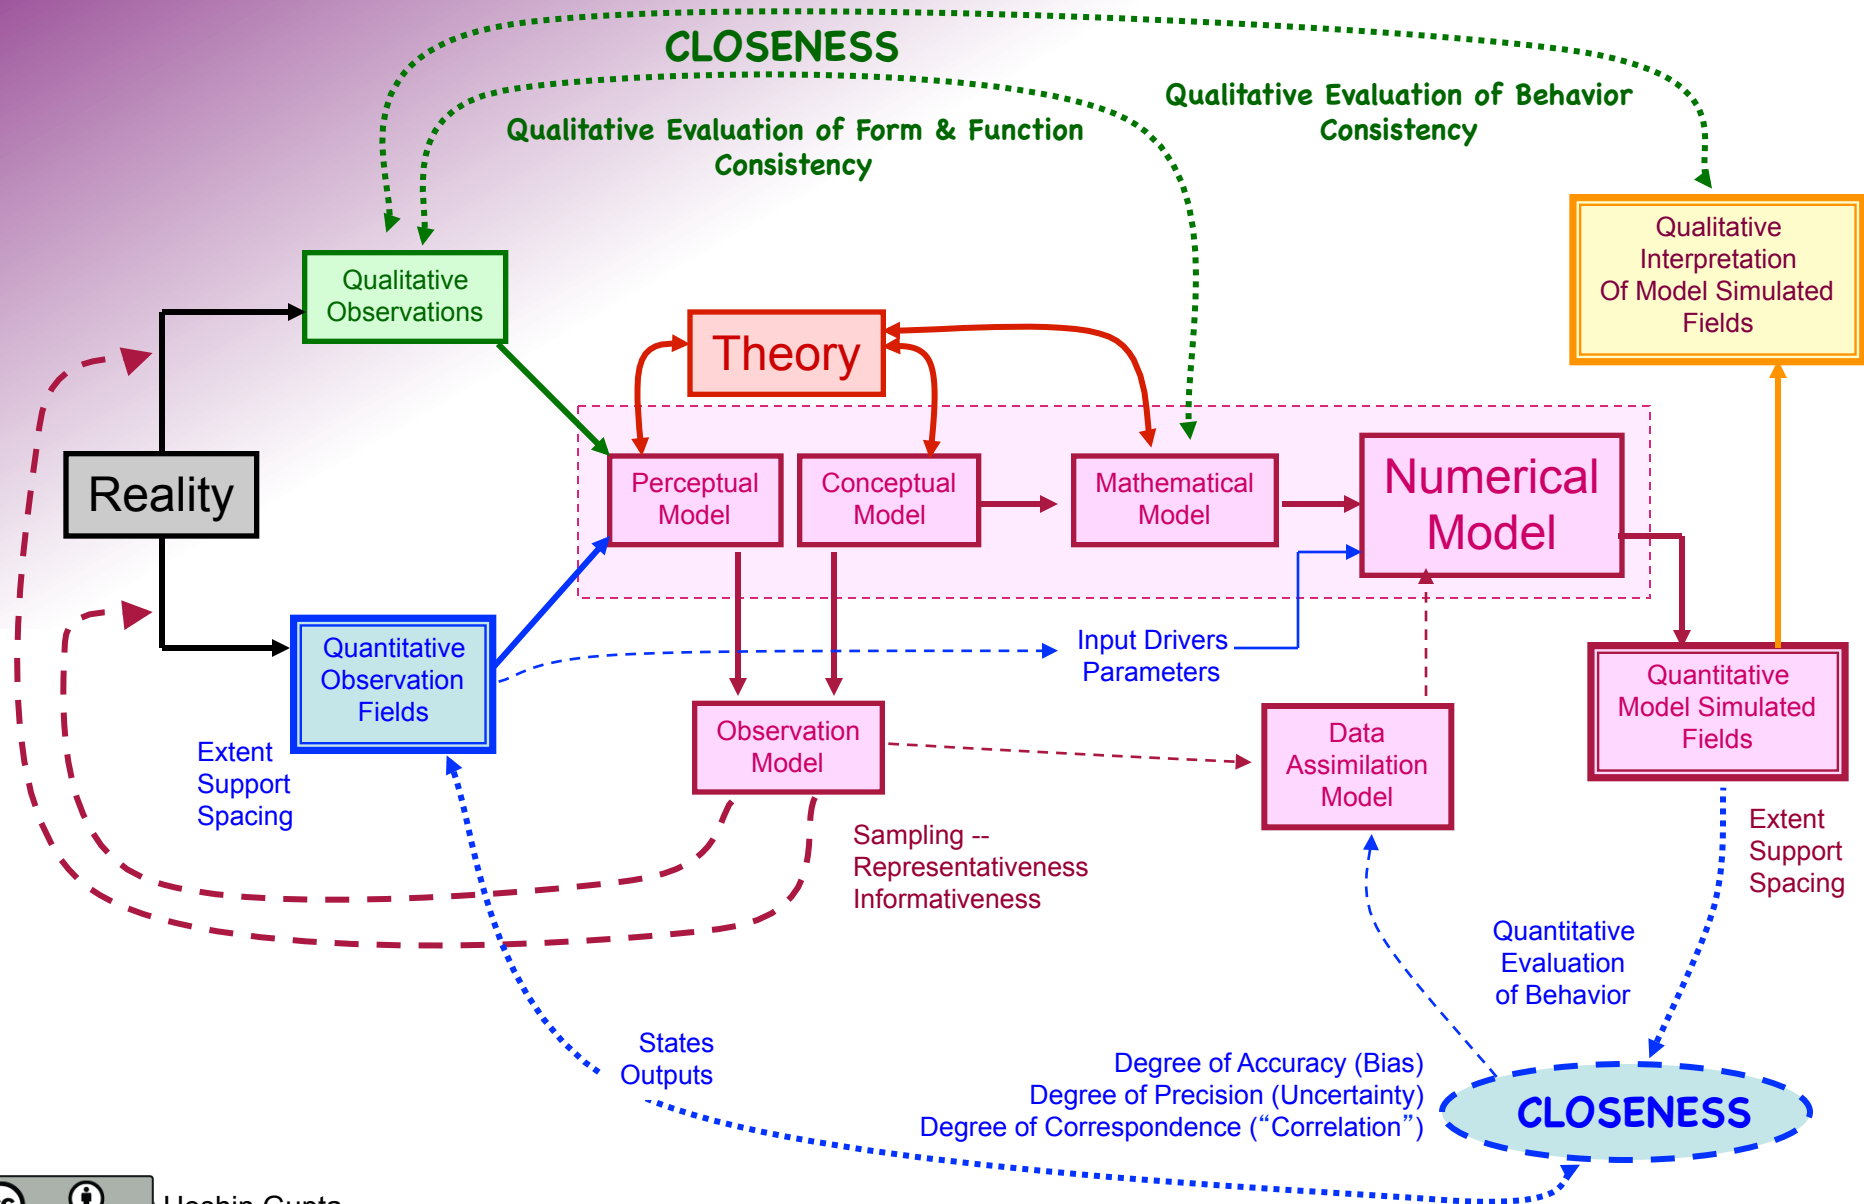 CLOSENESS
Qualitative Evaluation of Form & Function
Consistency
Qualitative Evaluation of Behavior
Consistency
Qualitative
Interpretation
Of Model Simulated
Fields
Qualitative
Observations
Theory
Reality
Perceptual
Model
Conceptual
Model
Mathematical
Model
Numerical
Model
Quantitative
Observation
Fields
Extent
Support
Spacing
Input Drivers
Parameters
Observation
Model
Data
Assimilation
Model
Quantitative
Model Simulated
Fields
Extent
Support
Spacing
Sampling --
Representativeness
Informativeness
Quantitative
Evaluation
of Behavior
States
Outputs
Degree of Accuracy (Bias)
Degree of Precision (Uncertainty)
Degree of Correspondence (“Correlation”)
CLOSENESS